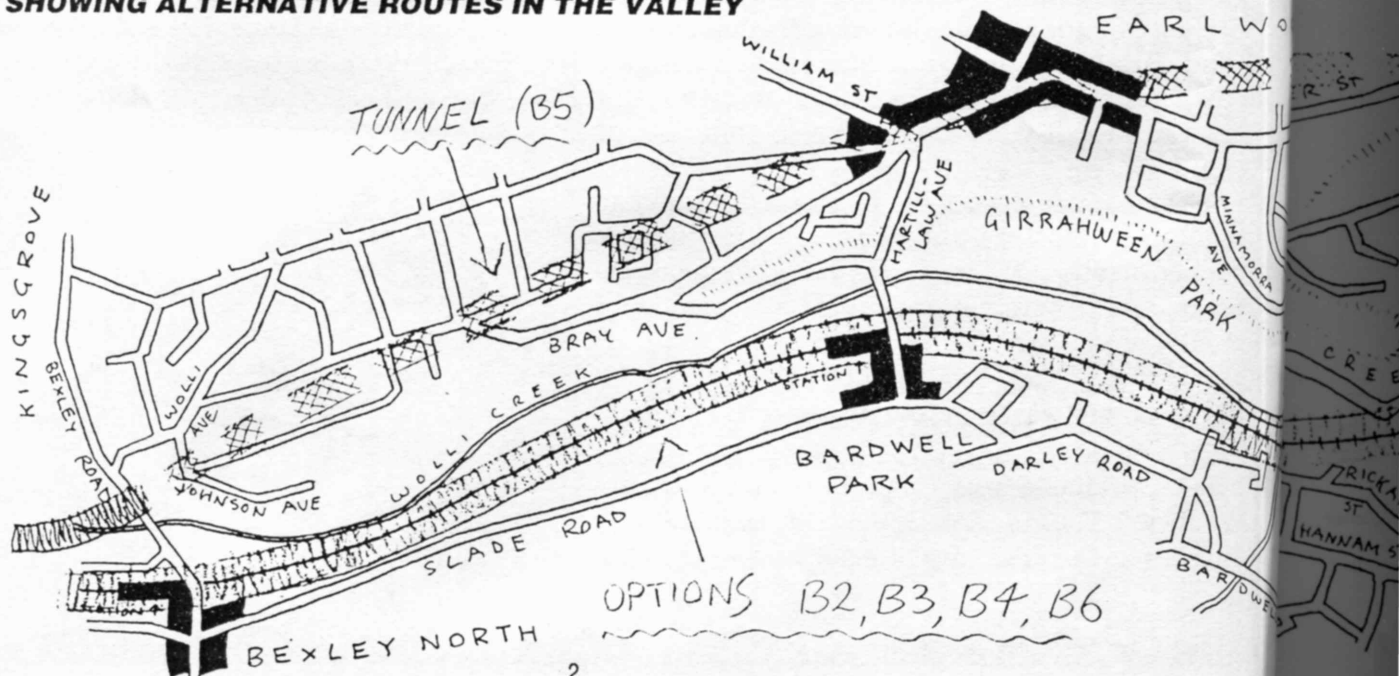 SHOWING ALTERNATIVE ROUTES IN THE VALLEY
EARLWO
WILLIAM ST
ER ST
TUNNEL (B5)
KINGSGROVE
HARTILL-
LAW AVE
GIRRAHWEEN
PARK
MINNAMORRA
AVE
BRAY AVE
CREE
BEXLEY
ROAD
WOLLI
AVE
WOLLI CREEK
STATION
BARDWELL
PARK
DARLEY ROAD
JOHNSON AVE
SLADE ROAD
ST
HANNAM S
BARDWEL
OPTIONS B2, B3, B4, B6
STATION
BEXLEY NORTH
2